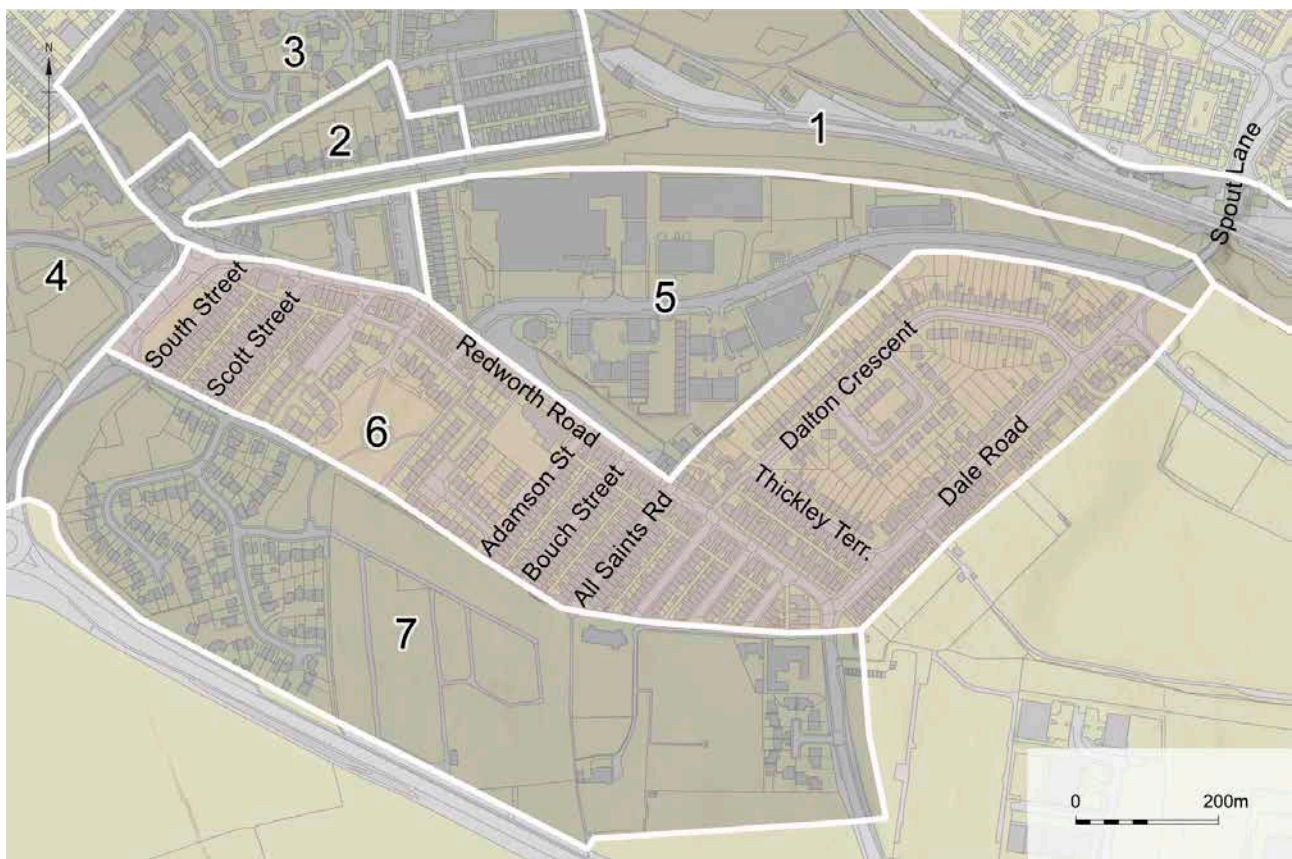 N
3
2
1
Spout Lane
4
South Street
Scott Street
5
Redworth Road
Dalton Crescent
6
Adamson St
Bouch Street
All Saints Rd
Thickley Terr.
Dale Road
7
0 200m